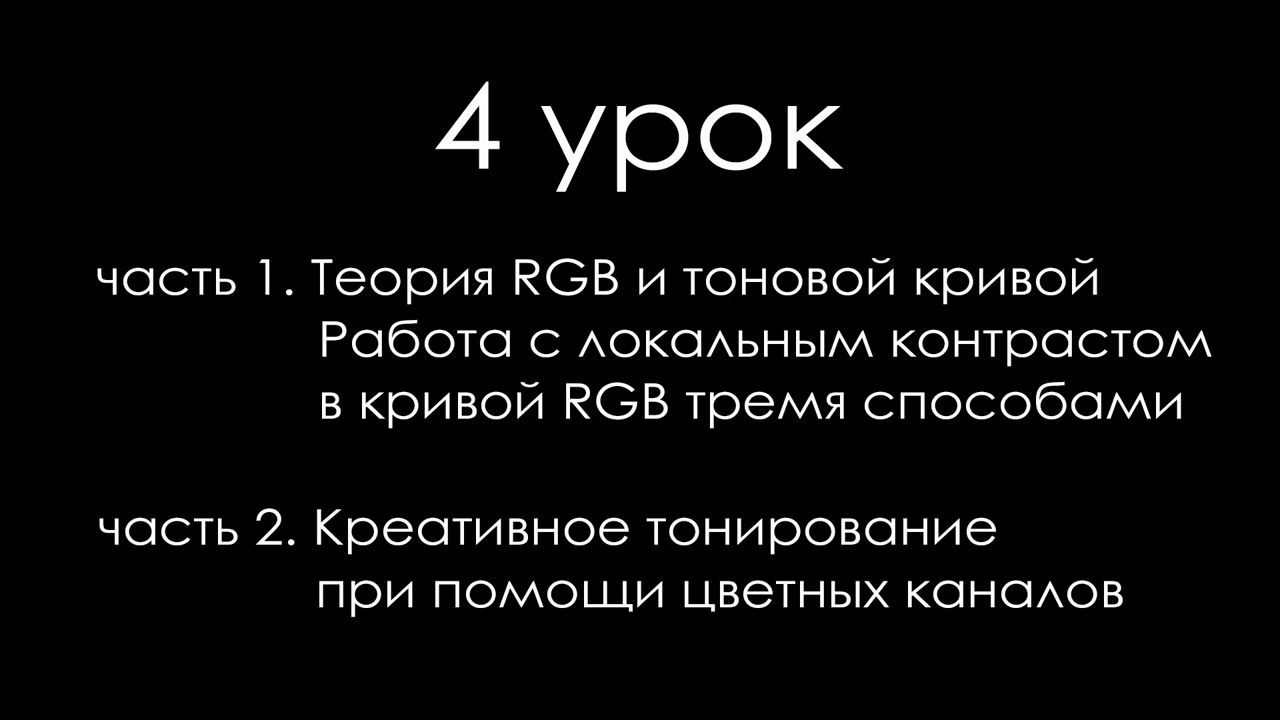 4 урок
часть 1. Теория RGB и тоновой кривой
Работа с локальным контрастом
в кривой RGB тремя способами
часть 2. Креативное тонирование
при помощи цветных каналов